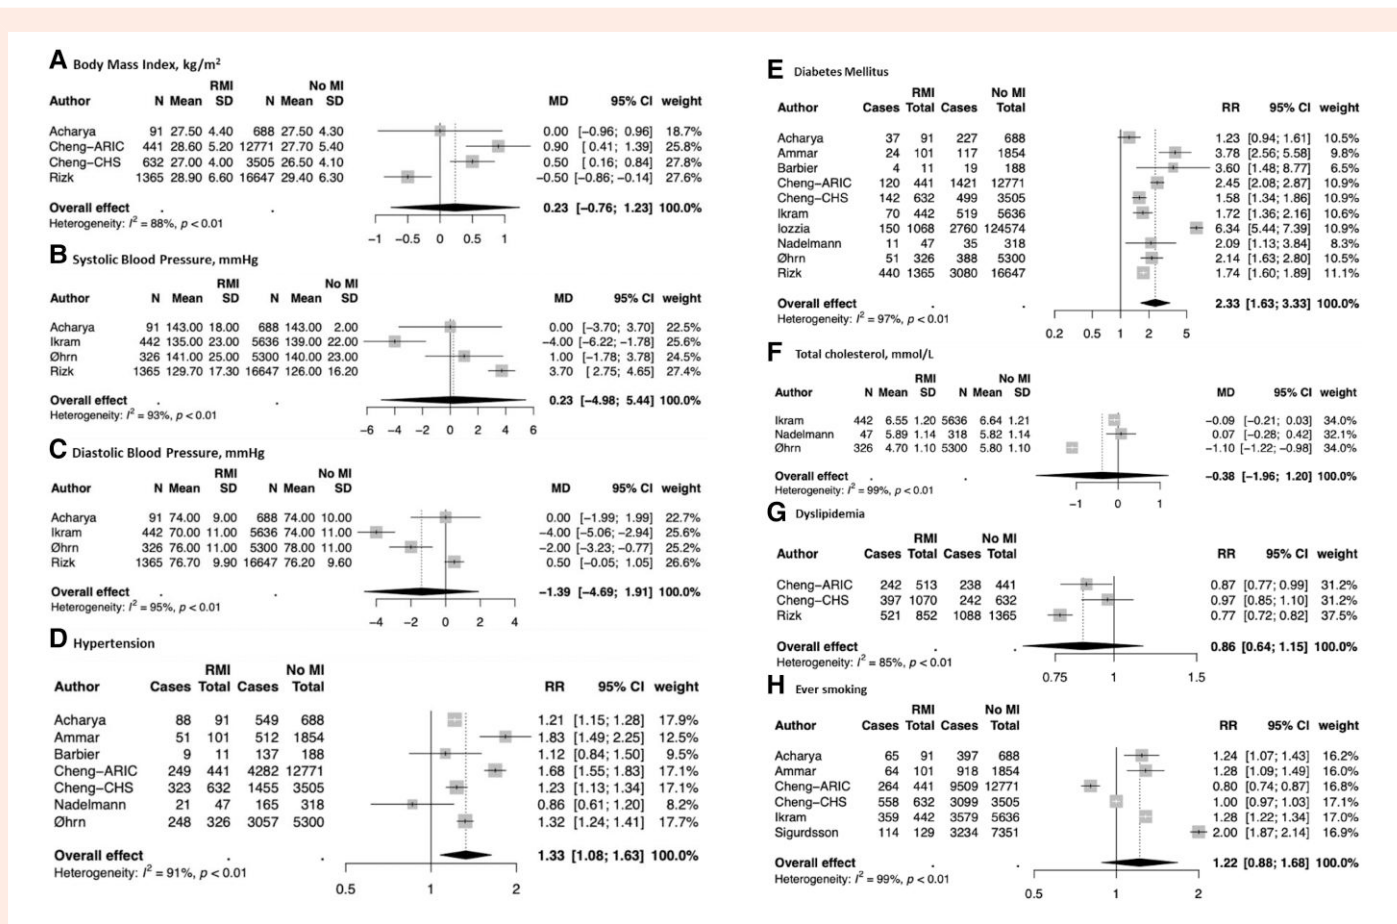 A Body Mass Index, kg/m²
RMI No MI
Author N Mean SD N Mean SD MD 95% CI weight
Acharya 91 27.50 4.40 688 27.50 4.30 0.00 [−0.96; 0.96] 18.7%
Cheng−ARIC 441 28.60 5.20 12771 27.70 5.40 0.90 [ 0.41; 1.39] 25.8%
Cheng−CHS 632 27.00 4.00 3505 26.50 4.10 0.50 [ 0.16; 0.84] 27.8%
Rizk 1365 28.90 6.60 16647 29.40 6.30 −0.50 [−0.86; −0.14] 27.6%
Overall effect . . 0.23 [−0.76; 1.23] 100.0%
Heterogeneity: I² = 88%, p < 0.01
−1 −0.5 0 0.5 1
B Systolic Blood Pressure, mmHg
RMI No MI
Author N Mean SD N Mean SD MD 95% CI weight
Acharya 91 143.00 18.00 688 143.00 2.00 0.00 [−3.70; 3.70] 22.5%
Ikram 442 135.00 23.00 5636 139.00 22.00 −4.00 [−6.22; −1.78] 25.6%
Øhrn 326 141.00 25.00 5300 140.00 23.00 1.00 [−1.78; 3.78] 24.5%
Rizk 1365 129.70 17.30 16647 126.00 16.20 3.70 [ 2.75; 4.65] 27.4%
Overall effect . . 0.23 [−4.98; 5.44] 100.0%
Heterogeneity: I² = 93%, p < 0.01
−6 −4 −2 0 2 4 6
C Diastolic Blood Pressure, mmHg
RMI No MI
Author N Mean SD N Mean SD MD 95% CI weight
Acharya 91 74.00 9.00 688 74.00 10.00 0.00 [−1.99; 1.99] 22.7%
Ikram 442 70.00 11.00 5636 74.00 11.00 −4.00 [−5.06; −2.94] 25.6%
Øhrn 326 76.00 11.00 5300 78.00 11.00 −2.00 [−3.23; −0.77] 25.2%
Rizk 1365 76.70 9.90 16647 76.20 9.60 0.50 [−0.05; 1.05] 26.6%
Overall effect . . −1.39 [−4.69; 1.91] 100.0%
Heterogeneity: I² = 95%, p < 0.01
−4 −2 0 2 4
D Hypertension
RMI No MI
Author Cases Total Cases Total RR 95% CI weight
Acharya 88 91 549 688 1.21 [1.15; 1.28] 17.9%
Ammar 51 101 512 1854 1.83 [1.49; 2.25] 12.5%
Barbier 9 11 137 188 1.12 [0.84; 1.50] 9.5%
Cheng−ARIC 249 441 4282 12771 1.68 [1.55; 1.83] 17.1%
Cheng−CHS 323 632 1455 3505 1.23 [1.13; 1.34] 17.1%
Nadelmann 21 47 165 318 0.86 [0.61; 1.20] 8.2%
Øhrn 248 326 3057 5300 1.32 [1.24; 1.41] 17.7%
Overall effect . . 1.33 [1.08; 1.63] 100.0%
Heterogeneity: I² = 91%, p < 0.01
0.5 1 2
E Diabetes Mellitus
RMI No MI
Author Cases Total Cases Total RR 95% CI weight
Acharya 37 91 227 688 1.23 [0.94; 1.61] 10.5%
Ammar 24 101 117 1854 3.78 [2.56; 5.58] 9.8%
Barbier 4 11 19 188 3.60 [1.48; 8.77] 6.5%
Cheng−ARIC 120 441 1421 12771 2.45 [2.08; 2.87] 10.9%
Cheng−CHS 142 632 499 3505 1.58 [1.34; 1.86] 10.9%
Ikram 70 442 519 5636 1.72 [1.36; 2.16] 10.6%
Iozzia 150 1068 2760 124574 6.34 [5.44; 7.39] 10.9%
Nadelmann 11 47 35 318 2.09 [1.13; 3.84] 8.3%
Øhrn 51 326 388 5300 2.14 [1.63; 2.80] 10.5%
Rizk 440 1365 3080 16647 1.74 [1.60; 1.89] 11.1%
Overall effect . . 2.33 [1.63; 3.33] 100.0%
Heterogeneity: I² = 97%, p < 0.01
0.2 0.5 1 2 5
F Total cholesterol, mmol/L
RMI No MI
Author N Mean SD N Mean SD MD 95% CI weight
Ikram 442 6.55 1.20 5636 6.64 1.21 −0.09 [−0.21; 0.03] 34.0%
Nadelmann 47 5.89 1.14 318 5.82 1.14 0.07 [−0.28; 0.42] 32.1%
Øhrn 326 4.70 1.10 5300 5.80 1.10 −1.10 [−1.22; −0.98] 34.0%
Overall effect . . −0.38 [−1.96; 1.20] 100.0%
Heterogeneity: I² = 99%, p < 0.01
−1 0 1
G Dyslipidemia
RMI No MI
Author Cases Total Cases Total RR 95% CI weight
Cheng−ARIC 242 513 238 441 0.87 [0.77; 0.99] 31.2%
Cheng−CHS 397 1070 242 632 0.97 [0.85; 1.10] 31.2%
Rizk 521 852 1088 1365 0.77 [0.72; 0.82] 37.5%
Overall effect . . 0.86 [0.64; 1.15] 100.0%
Heterogeneity: I² = 85%, p < 0.01
0.75 1 1.5
H Ever smoking
RMI No MI
Author Cases Total Cases Total RR 95% CI weight
Acharya 65 91 397 688 1.24 [1.07; 1.43] 16.2%
Ammar 64 101 918 1854 1.28 [1.09; 1.49] 16.0%
Cheng−ARIC 264 441 9509 12771 0.80 [0.74; 0.87] 16.8%
Cheng−CHS 558 632 3099 3505 1.00 [0.97; 1.03] 17.1%
Ikram 359 442 3579 5636 1.28 [1.22; 1.34] 17.0%
Sigurdsson 114 129 3234 7351 2.00 [1.87; 2.14] 16.9%
Overall effect . . 1.22 [0.88; 1.68] 100.0%
Heterogeneity: I² = 99%, p < 0.01
0.5 1 2